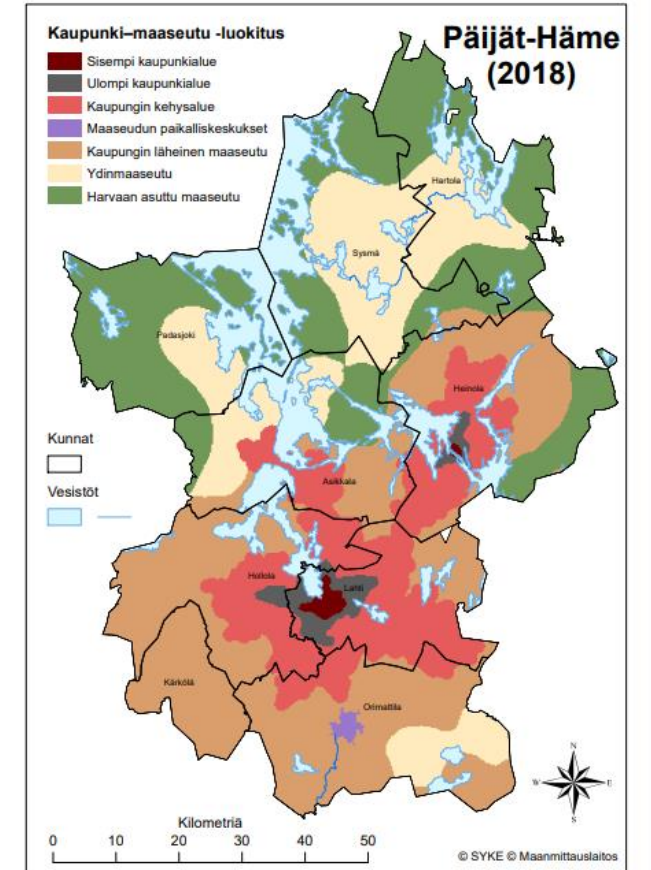 Kaupunki–maaseutu -luokitus
Sisempi kaupunkialue
Ulompi kaupunkialue
Kaupungin kehysalue
Maaseudun paikalliskeskukset
Kaupungin läheinen maaseutu
Ydinmaaseutu
Harvaan asuttu maaseutu
Päijät-Häme
(2018)
Hartola
Sysmä
Padasjoki
Heinola
Kunnat
Vesistöt
Asikkala
Hollola
Lahti
Kärkölä
Orimattila
N
W
E
S
Kilometriä
0 10 20 30 40 50
© SYKE © Maanmittauslaitos